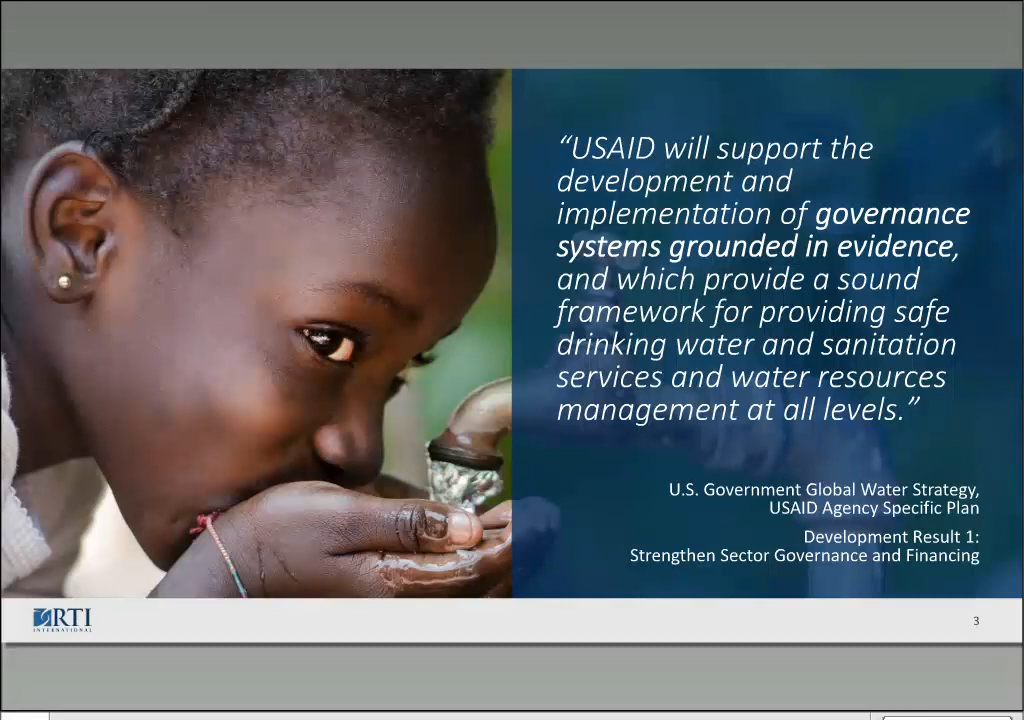 “USAID will support the
development and
implementation of governance
systems grounded in evidence,
and which provide a sound
framework for providing safe
drinking water and sanitation
services and water resources
management at all levels.”
U.S. Government Global Water Strategy,
USAID Agency Specific Plan
Development Result 1:
Strengthen Sector Governance and Financing
RTI
INTERNATIONAL
3